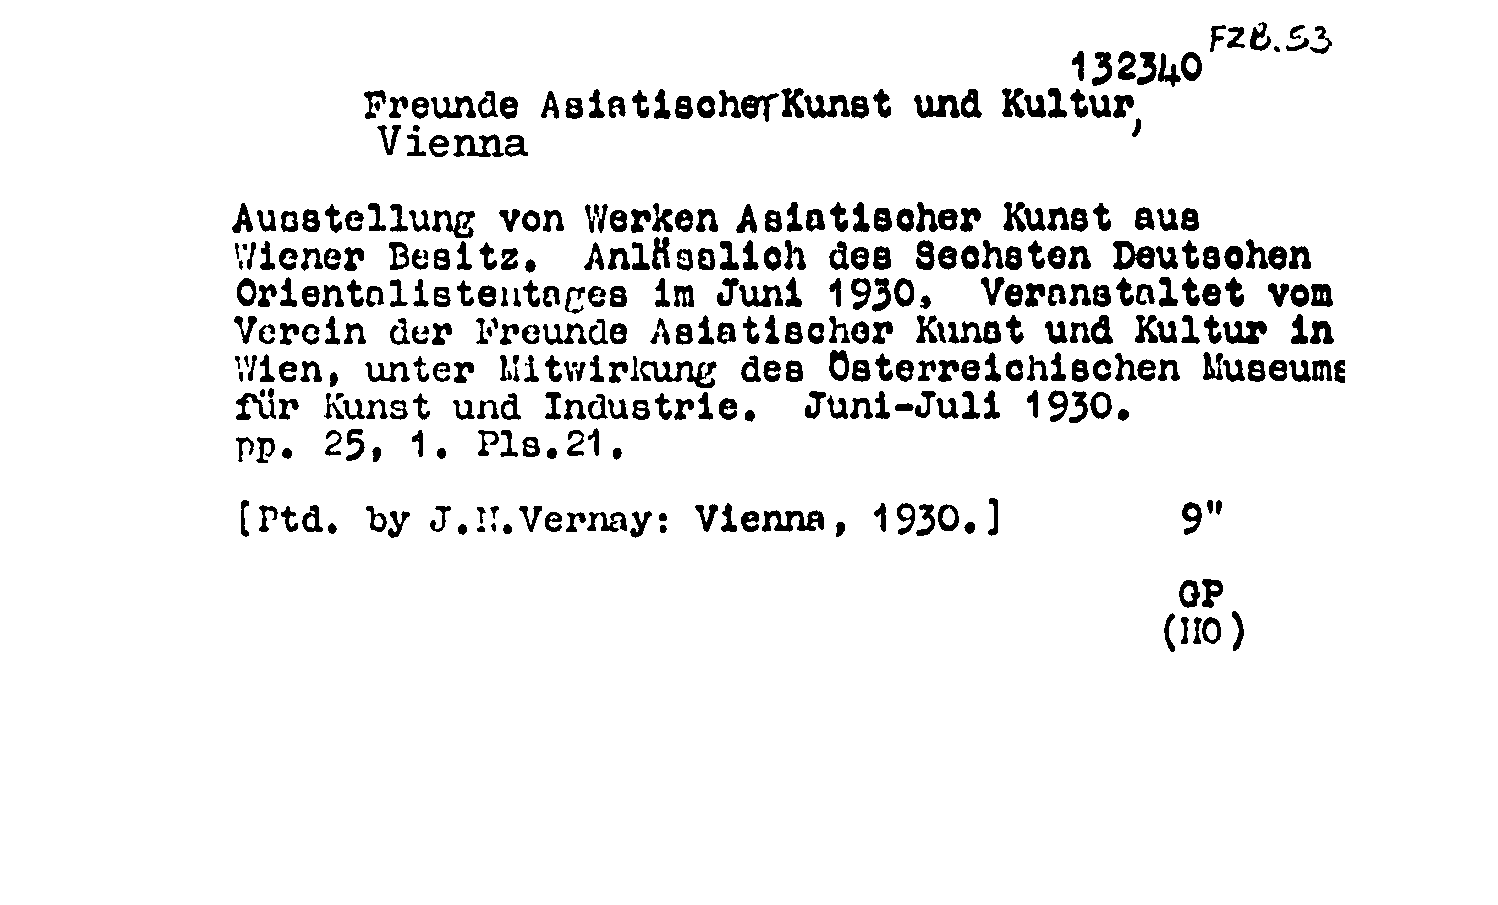 FZB.53
132340
Freunde Asiatischer Kunst und Kultur,
Vienna
Ausstellung von Werken Asiatischer Kunst aus
Wiener Besitz. Anlässlich des Sechsten Deutschen
Orientalistentages im Juni 1930. Veranstaltet vom
Verein der Freunde Asiatischer Kunst und Kultur in
Wien, unter Mitwirkung des Österreichischen Museums
für Kunst und Industrie. Juni-Juli 1930.
pp. 25, 1. Pls.21.
[Ptd. by J.N.Vernay: Vienna, 1930.] 9"
GP
(HO)